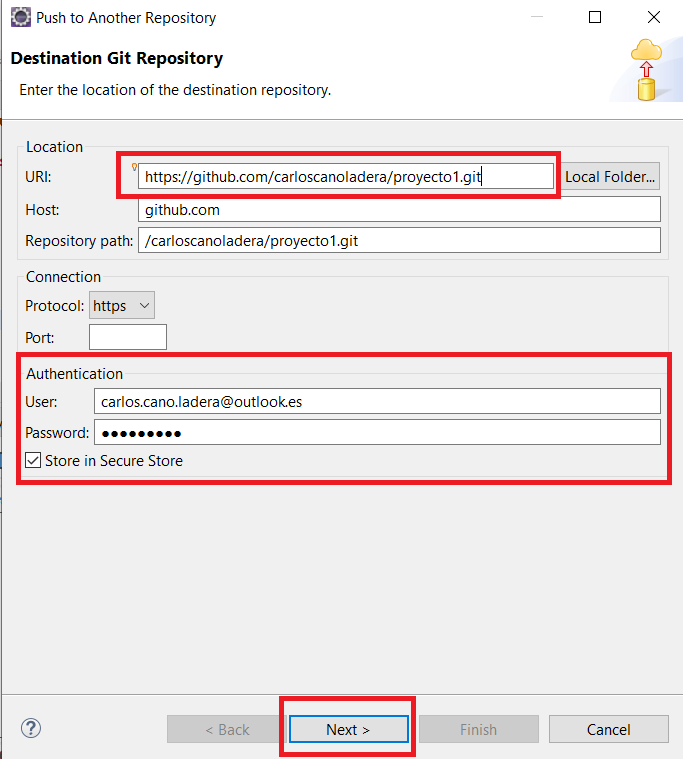 Push to Another Repository
Destination Git Repository
Enter the location of the destination repository.
Location
URI: https://github.com/carloscanoladera/proyecto1.git Local Folder...
Host: github.com
Repository path: /carloscanoladera/proyecto1.git
Connection
Protocol: https
Port:
Authentication
User: carlos.cano.ladera@outlook.es
Password: ●●●●●●●●●
Store in Secure Store
? < Back Next > Finish Cancel